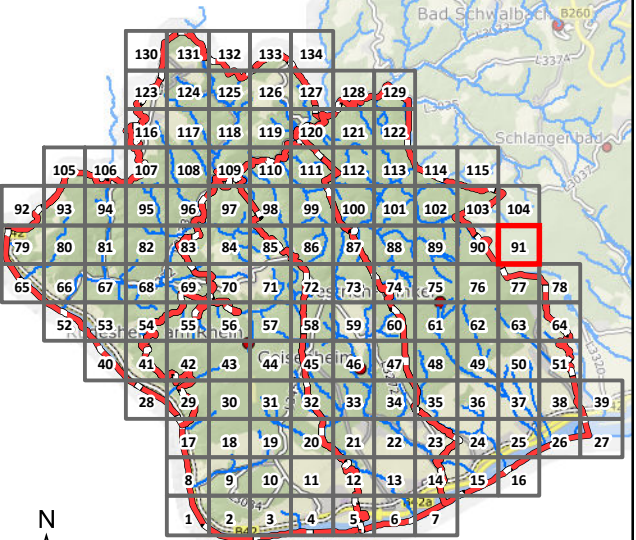 Bad Schwalbach B260
130 131 132 133 134
L3374
123 124 125 126 127 128 129
L3035
116 117 118 119 120 121 122
Schlangenbad
105 106 107 108 109 110 111 112 113 114 115
L3037
92 93 94 95 96 97 98 99 100 101 102 103 104
79 80 81 82 83 84 85 86 87 88 89 90 91
65 66 67 68 69 70 71 72 73 74 75 76 77 78
52 53 54 55 56 57 58 59 60 61 62 63 64
40 41 42 43 44 45 46 47 48 49 50 51
Geisenheim
L3320
28 29 30 31 32 33 34 35 36 37 38 39
17 18 19 20 21 22 23 24 25 26 27
8 9 10 11 12 13 14 15 16
B42a
N
1 2 3 4 5 6 7
B42